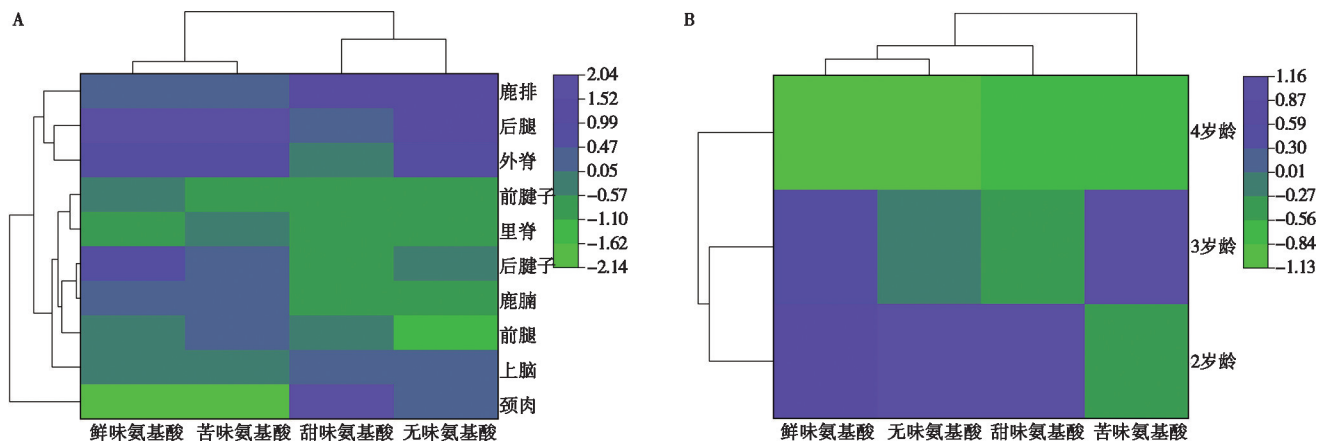 A
2.04
1.52
0.99
0.47
0.05
-0.57
-1.10
-1.62
-2.14
鹿排
后腿
外脊
前腱子
里脊
后腱子
鹿腩
前腿
上脑
颈肉
鲜味氨基酸 苦味氨基酸 甜味氨基酸 无味氨基酸
B
1.16
0.87
0.59
0.30
0.01
-0.27
-0.56
-0.84
-1.13
4岁龄
3岁龄
2岁龄
鲜味氨基酸 无味氨基酸 甜味氨基酸 苦味氨基酸